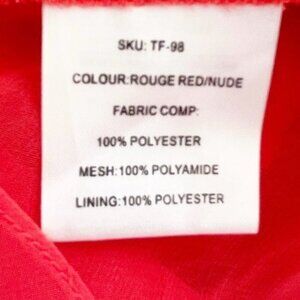 SKU: TF-98
COLOUR:ROUGE RED/NUDE
FABRIC COMP:
100% POLYESTER
MESH:100% POLYAMIDE
LINING:100% POLYESTER